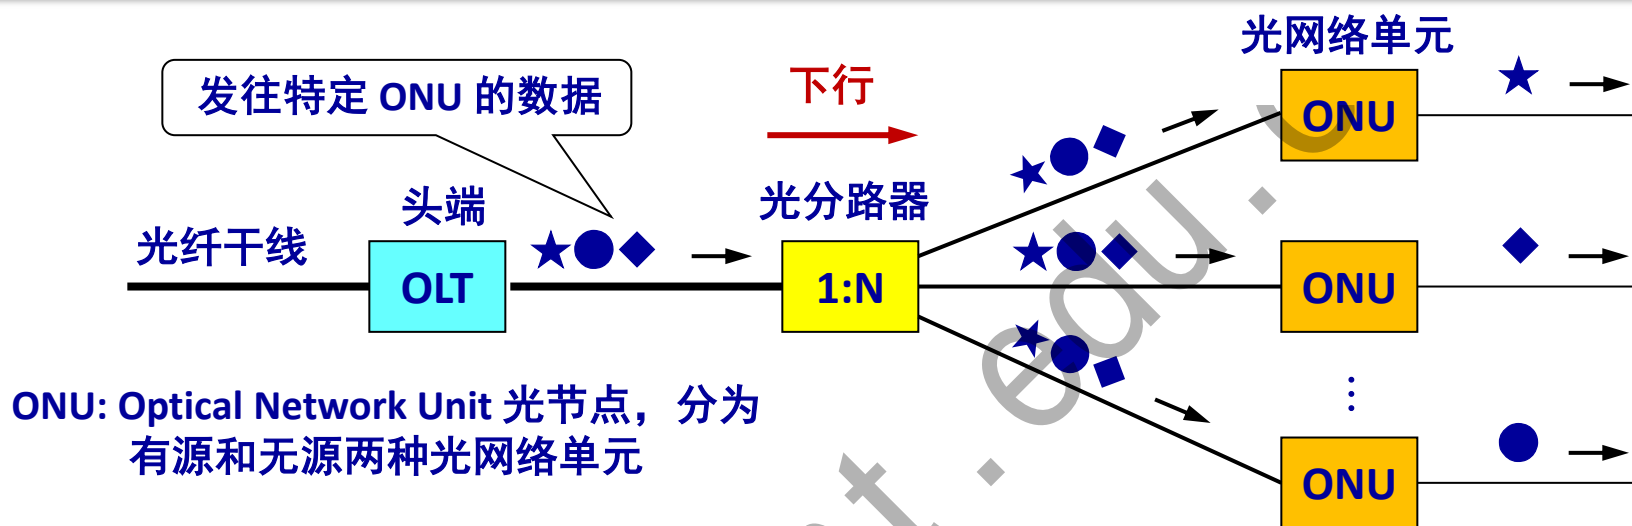 光网络单元
发往特定 ONU 的数据
下行
ONU
头端
光分路器
光纤干线
OLT
1:N
ONU
ONU: Optical Network Unit 光节点，分为
有源和无源两种光网络单元
⋮
ONU
t.edu.